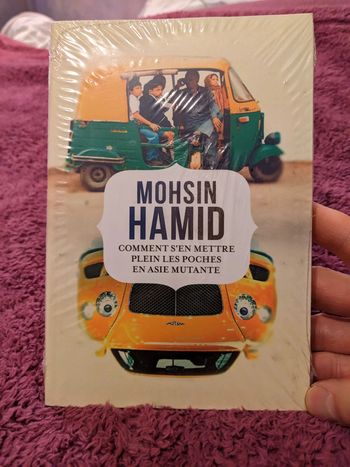 MOHSIN
HAMID
COMMENT S'EN METTRE
PLEIN LES POCHES
EN ASIE MUTANTE